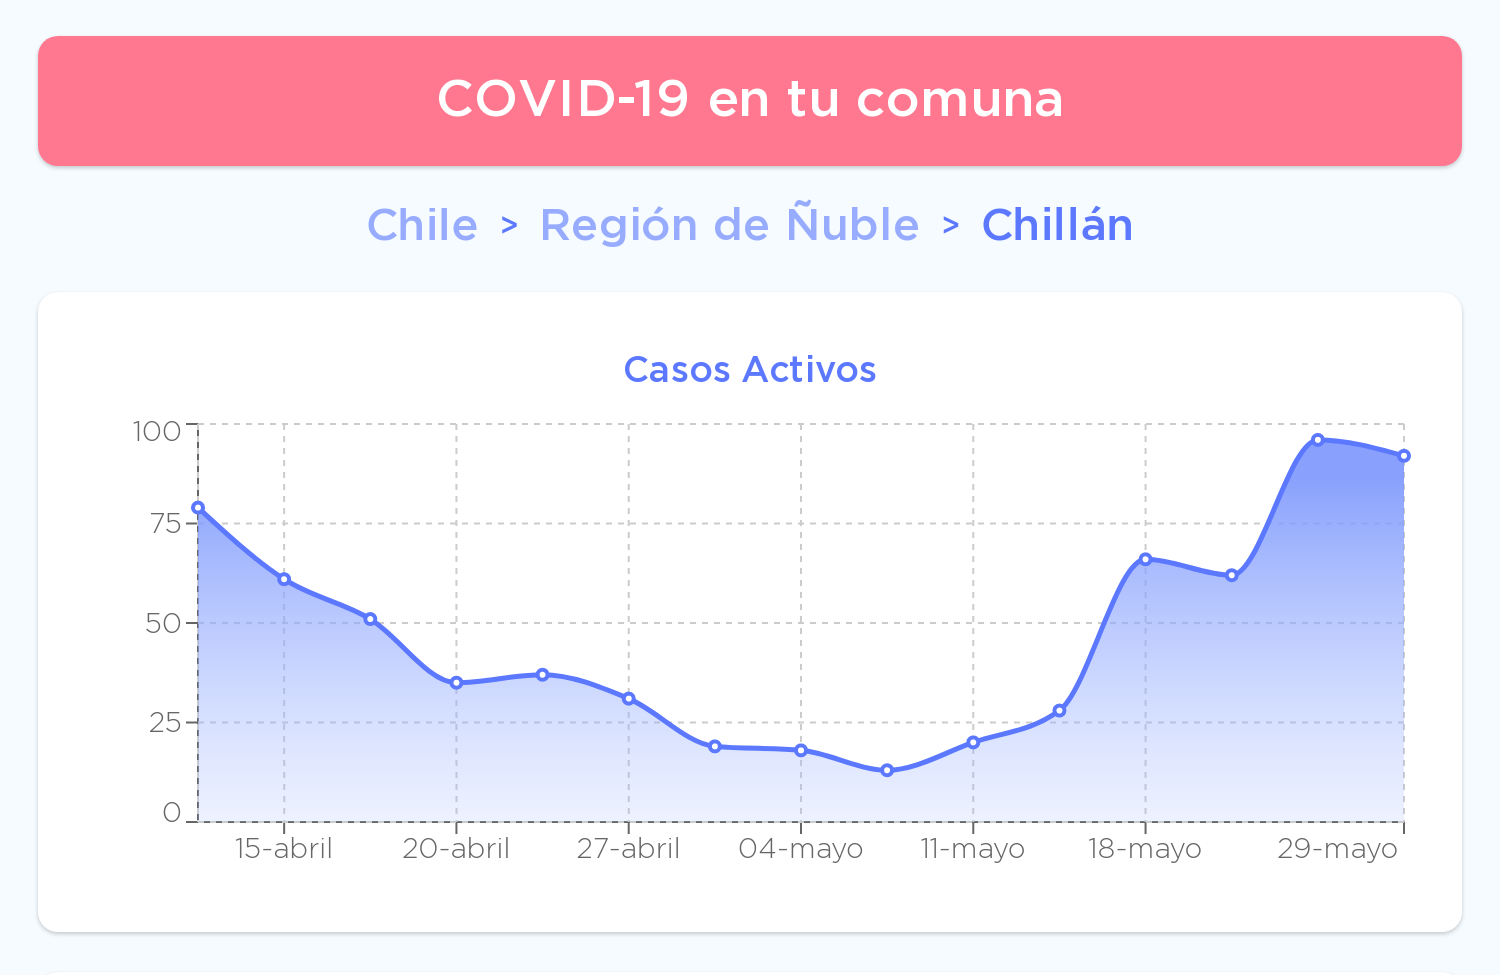 COVID-19 en tu comuna
Chile > Región de Ñuble > Chillán
Casos Activos
100
75
50
25
0
15-abril 20-abril 27-abril 04-mayo 11-mayo 18-mayo 29-mayo